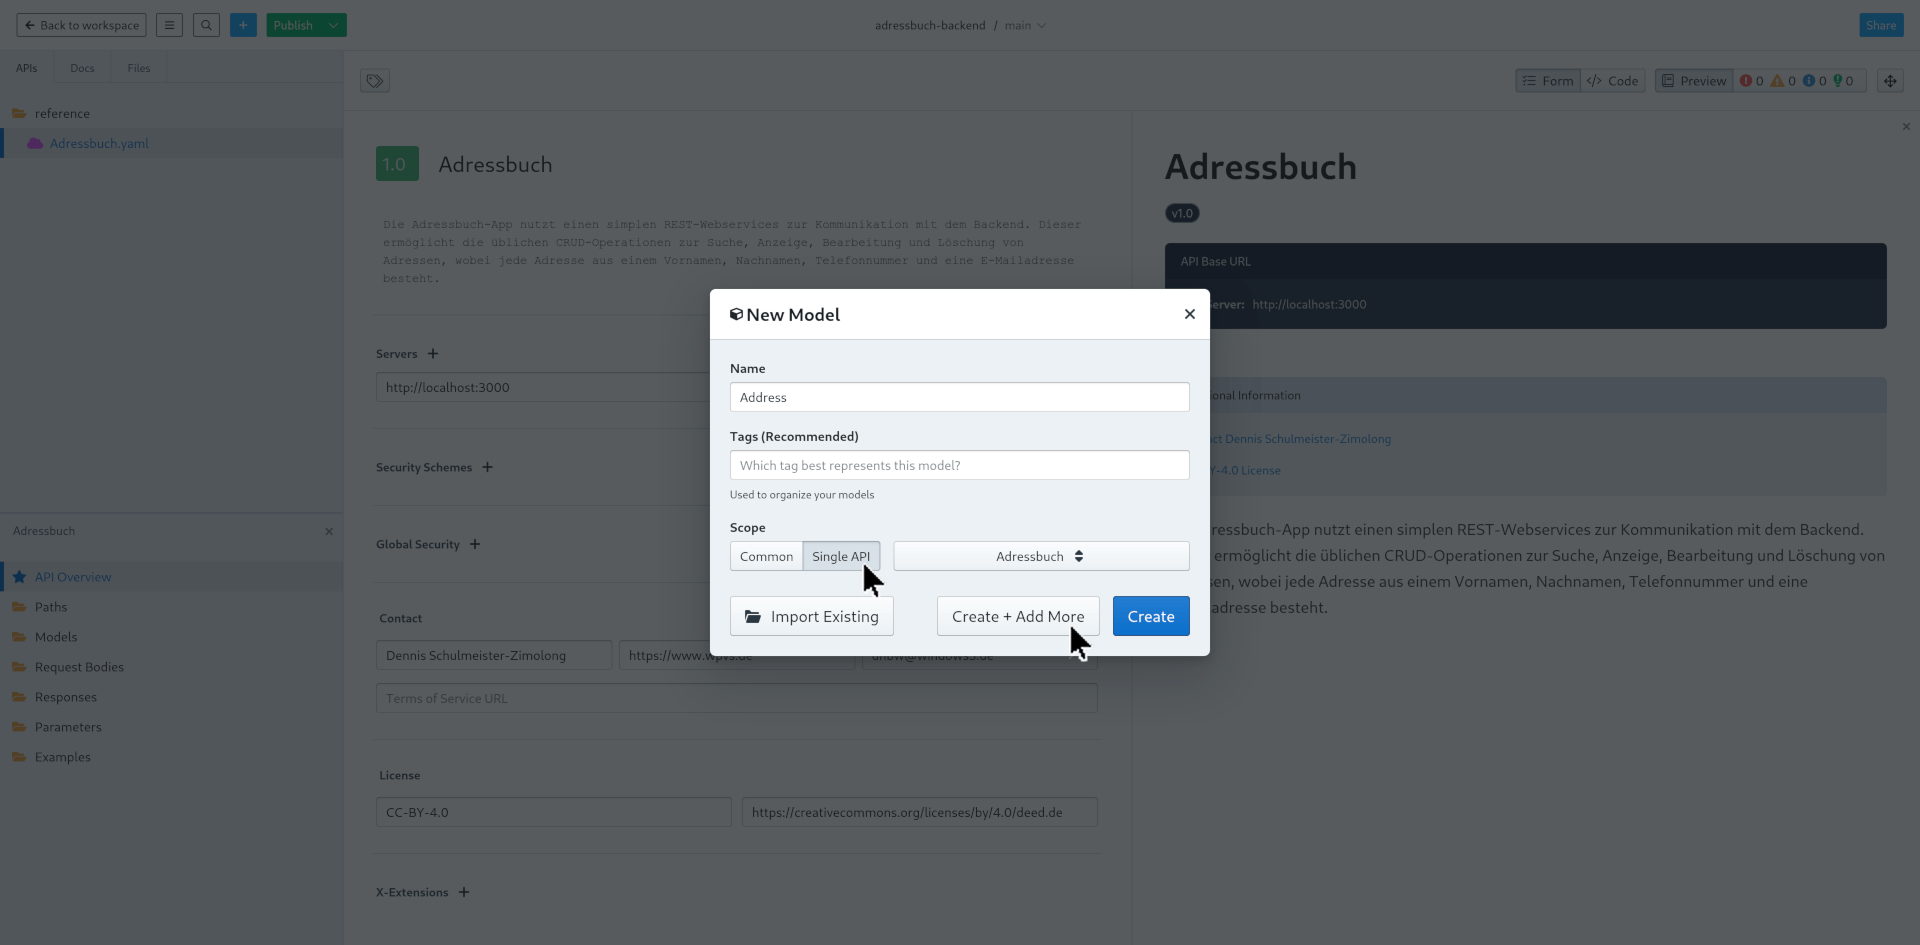 Back to workspace
Publish
adressbuch-backend / main
Share
APIs
Docs
Files
Form
Code
Preview
0
0
0
0
reference
Adressbuch.yaml
1.0
Adressbuch
Die Adressbuch-App nutzt einen simplen REST-Webservices zur Kommunikation mit dem Backend. Dieser
ermöglicht die üblichen CRUD-Operationen zur Suche, Anzeige, Bearbeitung und Löschung von
Adressen, wobei jede Adresse aus einem Vornamen, Nachnamen, Telefonnummer und eine E-Mailadresse
besteht.
Servers
http://localhost:3000
Security Schemes
Global Security
Contact
Dennis Schulmeister-Zimolong
https://www.wpvs.de
dhbw@windows3.de
Terms of Service URL
License
CC-BY-4.0
https://creativecommons.org/licenses/by/4.0/deed.de
X-Extensions
Adressbuch
API Overview
Paths
Models
Request Bodies
Responses
Parameters
Examples
New Model
Name
Address
Tags (Recommended)
Which tag best represents this model?
Used to organize your models
Scope
Common
Single API
Adressbuch
Import Existing
Create + Add More
Create
Adressbuch
v1.0
API Base URL
erver: http://localhost:3000
onal Information
ct Dennis Schulmeister-Zimolong
Y-4.0 License
ressbuch-App nutzt einen simplen REST-Webservices zur Kommunikation mit dem Backend.
ermöglicht die üblichen CRUD-Operationen zur Suche, Anzeige, Bearbeitung und Löschung von
sen, wobei jede Adresse aus einem Vornamen, Nachnamen, Telefonnummer und eine
adresse besteht.